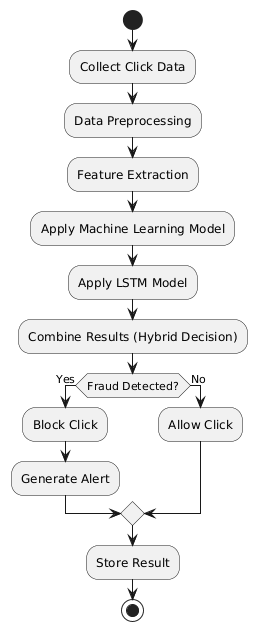 Collect Click Data
Data Preprocessing
Feature Extraction
Apply Machine Learning Model
Apply LSTM Model
Combine Results (Hybrid Decision)
Yes
Fraud Detected?
No
Block Click
Allow Click
Generate Alert
Store Result